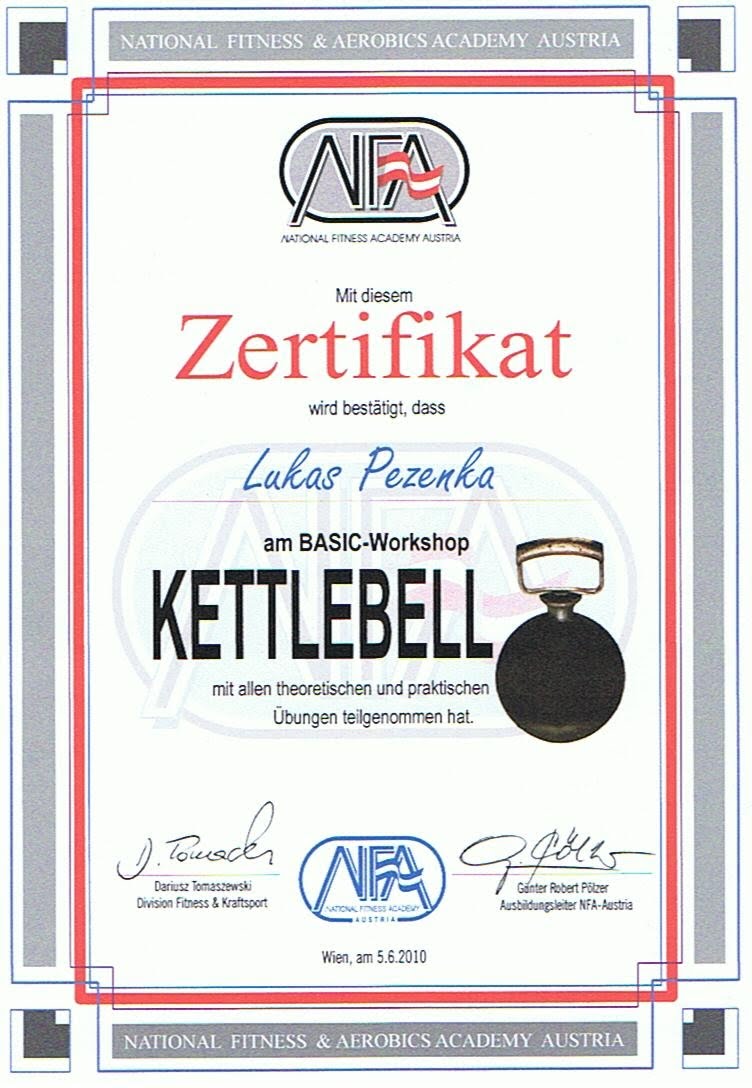 NATIONAL FITNESS & AEROBICS ACADEMY AUSTRIA
NFA
NATIONAL FITNESS ACADEMY AUSTRIA
Mit diesem
Zertifikat
wird bestätigt, dass
Lukas Pezenka
am BASIC-Workshop
KETTLEBELL
mit allen theoretischen und praktischen
Übungen teilgenommen hat.
D. Tomaszewski
Dariusz Tomaszewski
Division Fitness & Kraftsport
NFA
NATIONAL FITNESS ACADEMY
AUSTRIA
G. Pölzer
Günter Robert Pölzer
Ausbildungsleiter NFA-Austria
Wien, am 5.6.2010
NATIONAL FITNESS & AEROBICS ACADEMY AUSTRIA